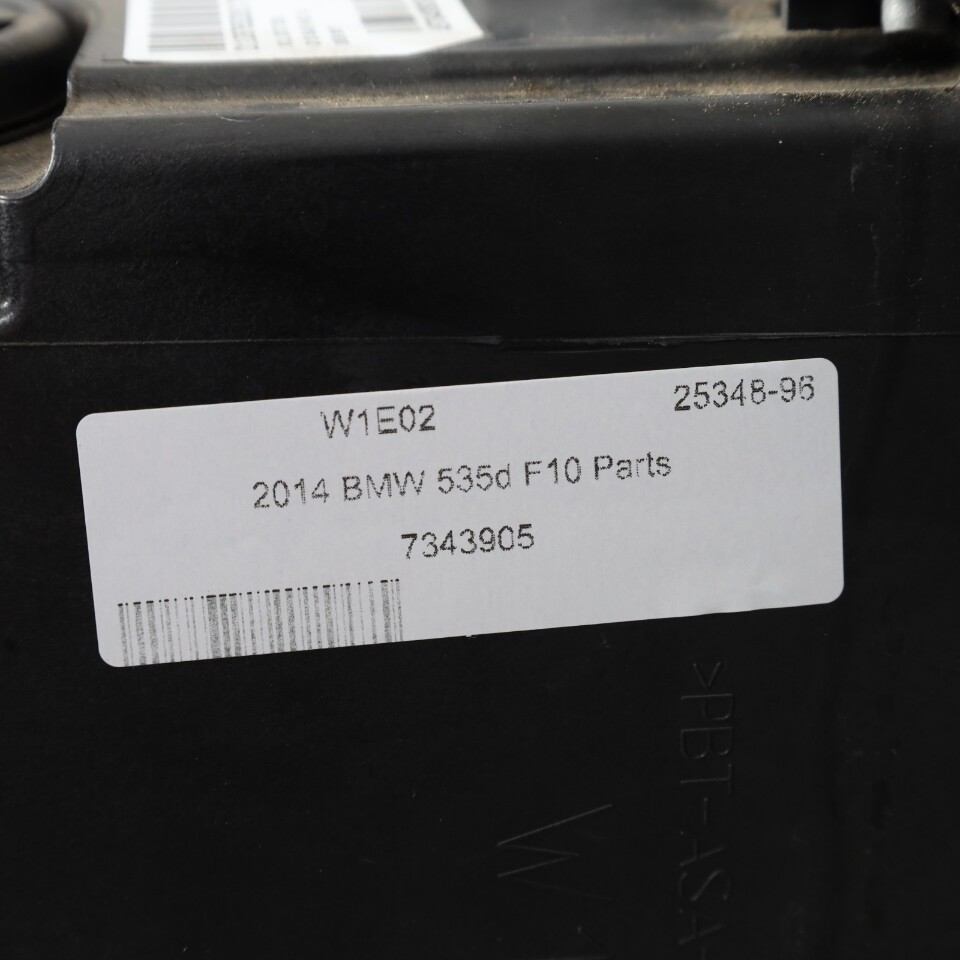 W1E02 25348-96
2014 BMW 535d F10 Parts
7343905
>PBT-ASA
W